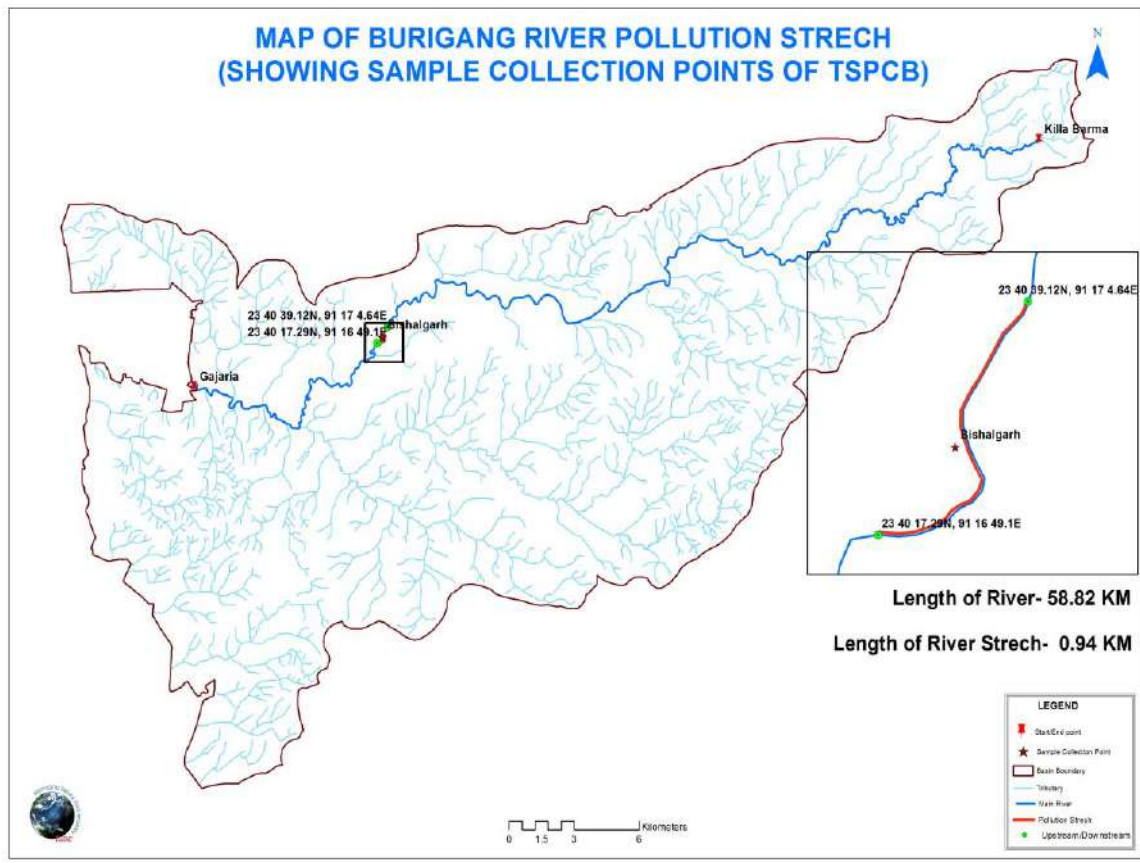 MAP OF BURIGANG RIVER POLLUTION STRECH
(SHOWING SAMPLE COLLECTION POINTS OF TSPCB)
N
Killa Barma
23 40 39.12N, 91 17 4.64E
Bishalgarh
23 40 17.29N, 91 16 49.1E
Gajaria
23 40 39.12N, 91 17 4.64E
Bishalgarh
23 40 17.29N, 91 16 49.1E
Length of River- 58.82 KM
Length of River Strech- 0.94 KM
LEGEND
Start/End point
Sample Collection Point
Basin Boundary
Tributary
Main River
Pollution Strech
Upstream/Downstream
Kilometers
0 1.5 3 6